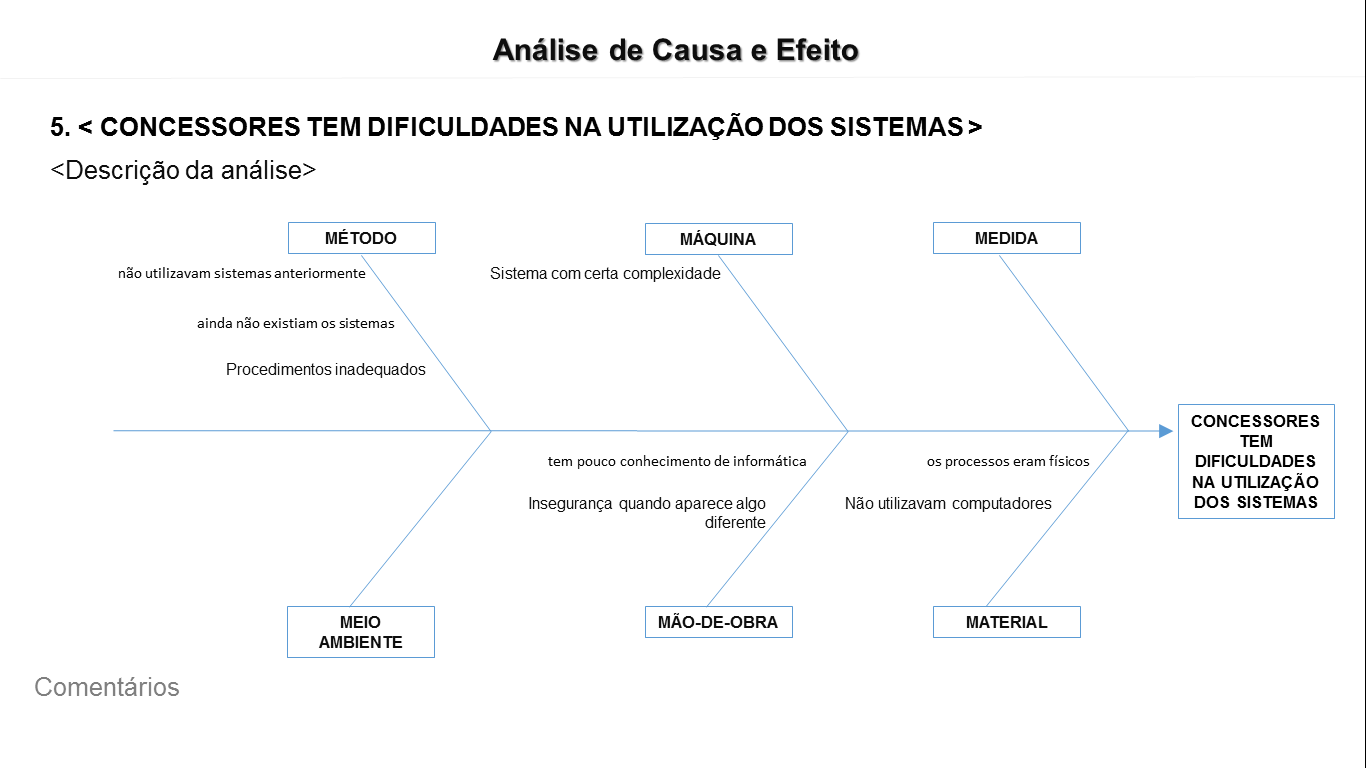 Análise de Causa e Efeito
5. < CONCESSORES TEM DIFICULDADES NA UTILIZAÇÃO DOS SISTEMAS >
<Descrição da análise>
MÉTODO
MÁQUINA
MEDIDA
não utilizavam sistemas anteriormente
Sistema com certa complexidade
ainda não existiam os sistemas
Procedimentos inadequados
CONCESSORES
TEM
DIFICULDADES
NA UTILIZAÇÃO
DOS SISTEMAS
tem pouco conhecimento de informática
os processos eram físicos
Insegurança quando aparece algo
diferente
Não utilizavam computadores
MEIO
AMBIENTE
MÃO-DE-OBRA
MATERIAL
Comentários